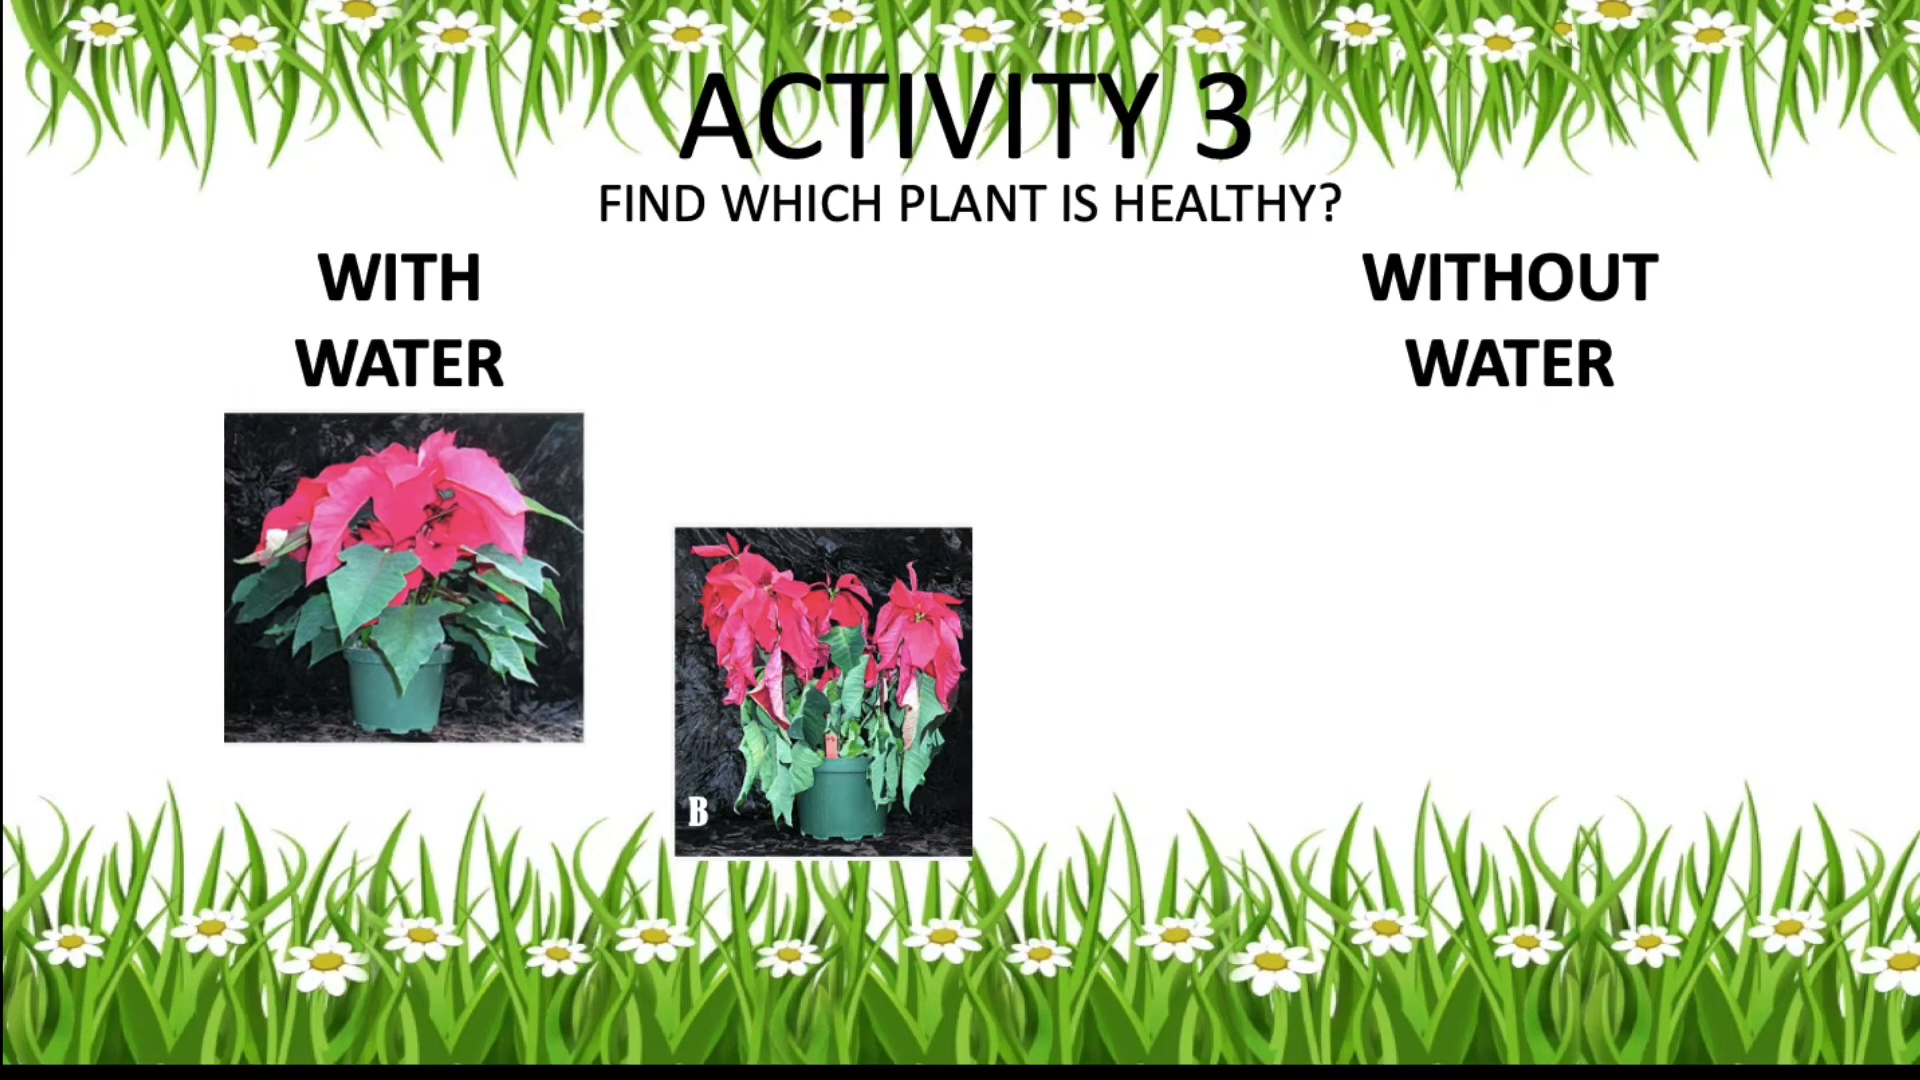 ACTIVITY 3
FIND WHICH PLANT IS HEALTHY?
WITH
WATER
WITHOUT
WATER
B